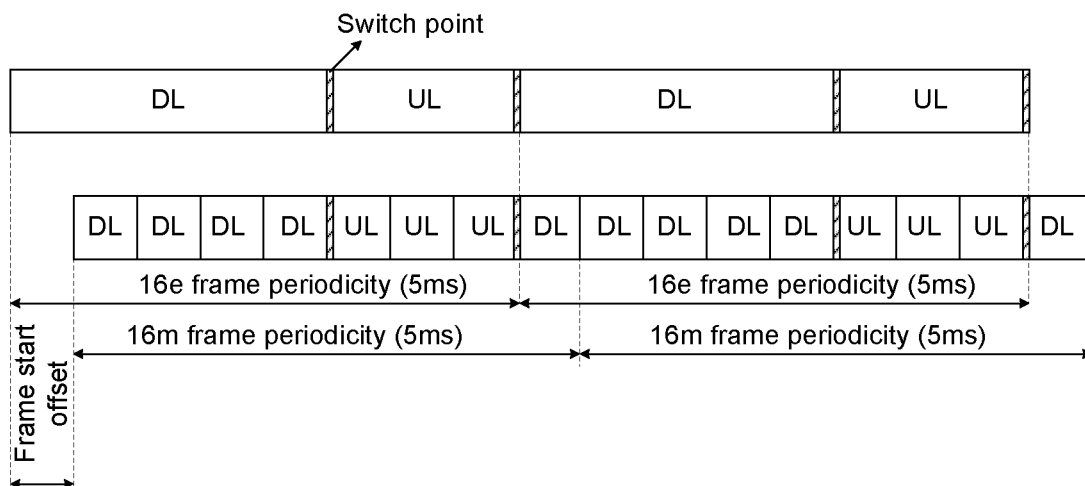 Switch point
DL UL DL UL
DL DL DL DL UL UL UL DL DL DL DL DL UL UL UL DL
16e frame periodicity (5ms) 16e frame periodicity (5ms)
16m frame periodicity (5ms) 16m frame periodicity (5ms)
Frame start
offset